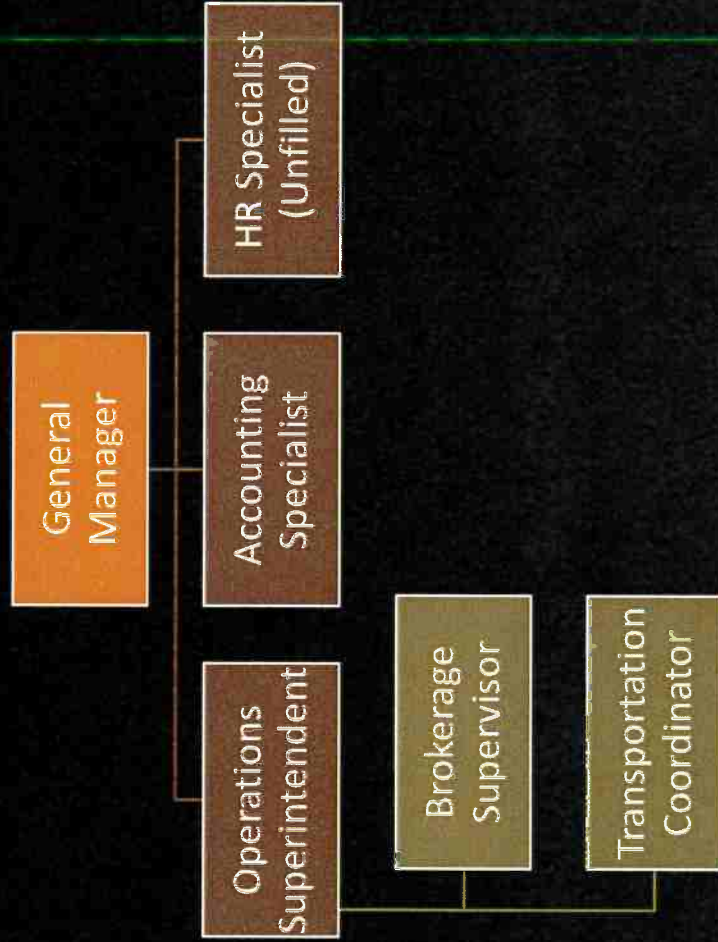 General
Manager
Operations
Superintendent
Accounting
Specialist
HR Specialist
(Unfilled)
Brokerage
Supervisor
Transportation
Coordinator